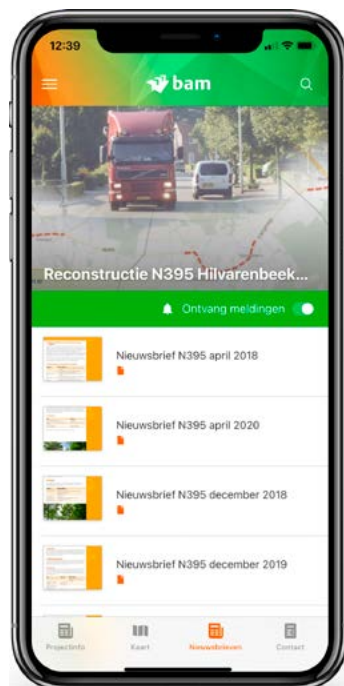 12:39
bam
Reconstructie N395 Hilvarenbeek...
Ontvang meldingen
Nieuwsbrief N395 april 2018
Nieuwsbrief N395 april 2020
Nieuwsbrief N395 december 2018
Nieuwsbrief N395 december 2019
Projectinfo
Kaart
Nieuwsbrieven
Contact